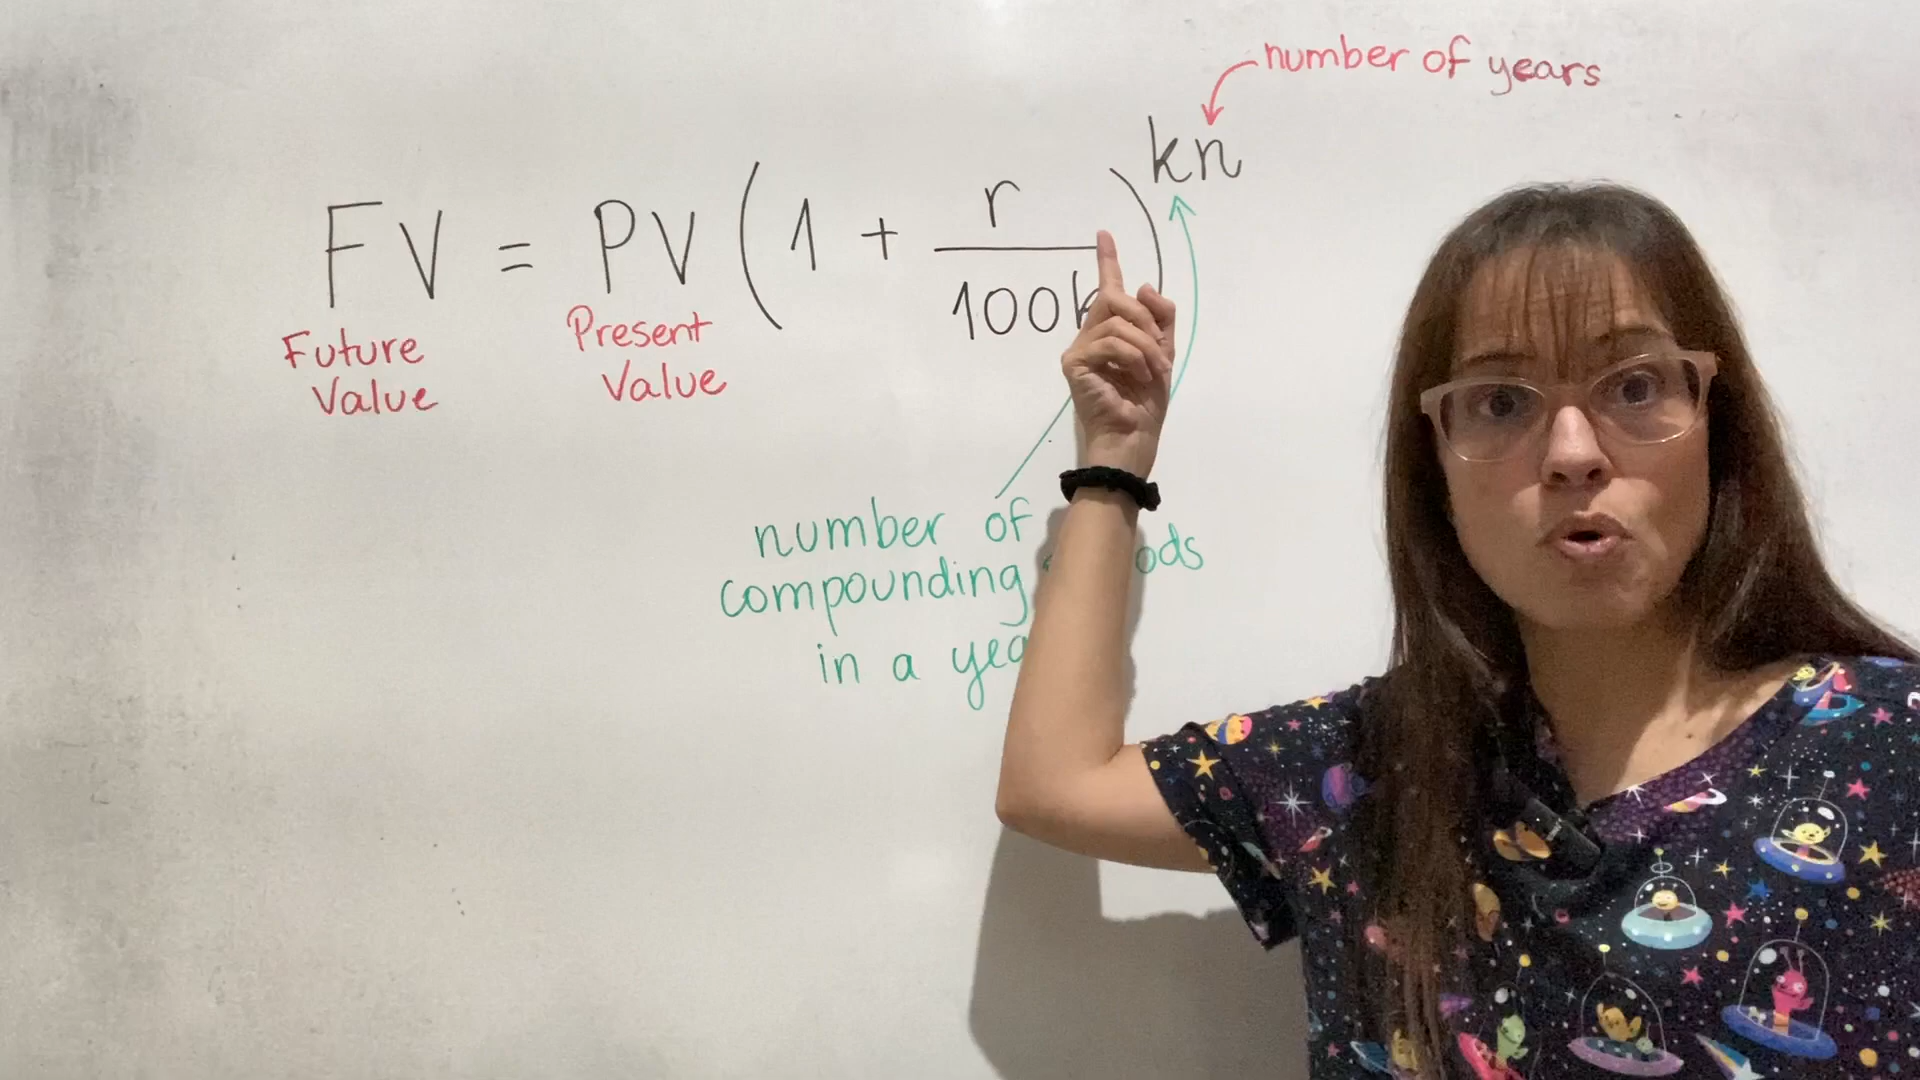 number of years
FV = PV (1 + r/100k)^kn
Future
Value
Present
Value
number of
compounding
in a